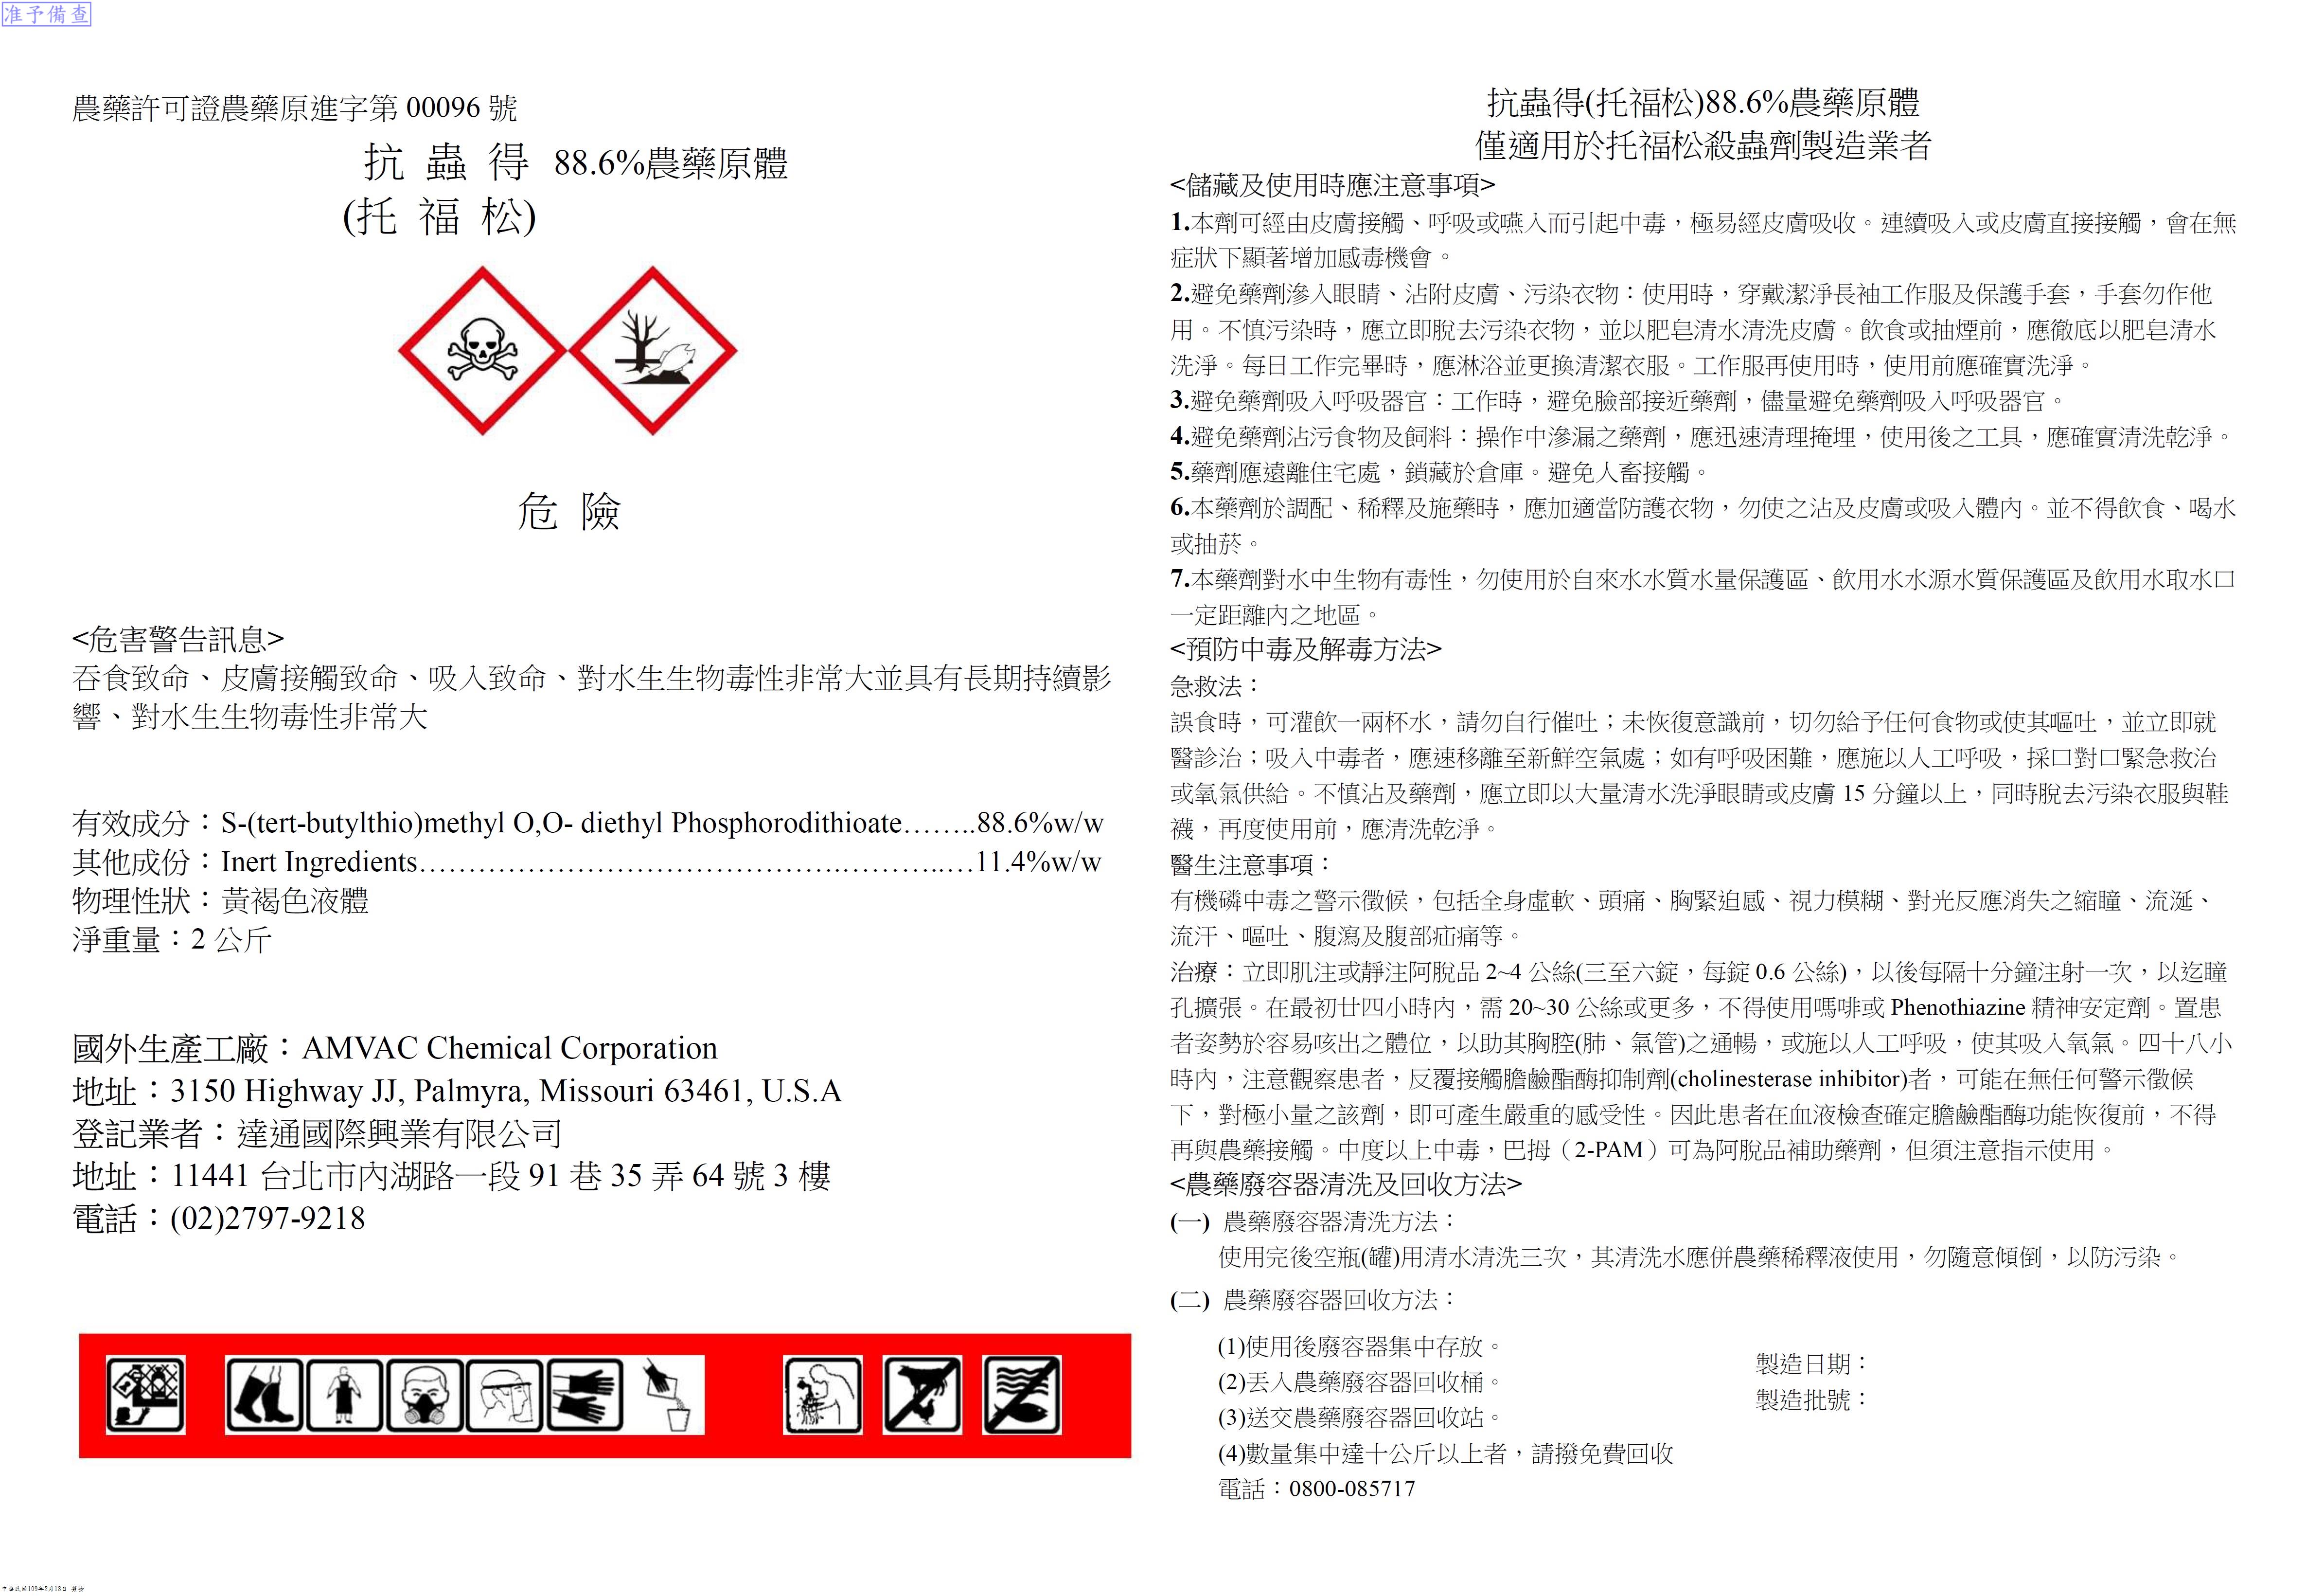 准予備查
農藥許可證農藥原進字第 00096 號
抗 蟲 得 88.6%農藥原體
(托 福 松)
危 險
<危害警告訊息>
吞食致命、皮膚接觸致命、吸入致命、對水生生物毒性非常大並具有長期持續影
響、對水生生物毒性非常大
有效成分：S-(tert-butylthio)methyl O,O- diethyl Phosphorodithioate……..88.6%w/w
其他成份：Inert Ingredients…………………………………….………..…11.4%w/w
物理性狀：黃褐色液體
淨重量：2 公斤
國外生產工廠：AMVAC Chemical Corporation
地址：3150 Highway JJ, Palmyra, Missouri 63461, U.S.A
登記業者：達通國際興業有限公司
地址：11441 台北市內湖路一段 91 巷 35 弄 64 號 3 樓
電話：(02)2797-9218
抗蟲得(托福松)88.6%農藥原體
僅適用於托福松殺蟲劑製造業者
<儲藏及使用時應注意事項>
1.本劑可經由皮膚接觸、呼吸或嚥入而引起中毒，極易經皮膚吸收。連續吸入或皮膚直接接觸，會在無
症狀下顯著增加感毒機會。
2.避免藥劑滲入眼睛、沾附皮膚、污染衣物：使用時，穿戴潔淨長袖工作服及保護手套，手套勿作他
用。不慎污染時，應立即脫去污染衣物，並以肥皂清水清洗皮膚。飲食或抽煙前，應徹底以肥皂清水
洗淨。每日工作完畢時，應淋浴並更換清潔衣服。工作服再使用時，使用前應確實洗淨。
3.避免藥劑吸入呼吸器官：工作時，避免臉部接近藥劑，儘量避免藥劑吸入呼吸器官。
4.避免藥劑沾污食物及飼料：操作中滲漏之藥劑，應迅速清理掩埋，使用後之工具，應確實清洗乾淨。
5.藥劑應遠離住宅處，鎖藏於倉庫。避免人畜接觸。
6.本藥劑於調配、稀釋及施藥時，應加適當防護衣物，勿使之沾及皮膚或吸入體內。並不得飲食、喝水
或抽菸。
7.本藥劑對水中生物有毒性，勿使用於自來水水質水量保護區、飲用水水源水質保護區及飲用水取水口
一定距離內之地區。
<預防中毒及解毒方法>
急救法：
誤食時，可灌飲一兩杯水，請勿自行催吐；未恢復意識前，切勿給予任何食物或使其嘔吐，並立即就
醫診治；吸入中毒者，應速移離至新鮮空氣處；如有呼吸困難，應施以人工呼吸，採口對口緊急救治
或氧氣供給。不慎沾及藥劑，應立即以大量清水洗淨眼睛或皮膚 15 分鐘以上，同時脫去污染衣服與鞋
襪，再度使用前，應清洗乾淨。
醫生注意事項：
有機磷中毒之警示徵候，包括全身虛軟、頭痛、胸緊迫感、視力模糊、對光反應消失之縮瞳、流涎、
流汗、嘔吐、腹瀉及腹部疝痛等。
治療：立即肌注或靜注阿脫品 2~4 公絲(三至六錠，每錠 0.6 公絲)，以後每隔十分鐘注射一次，以迄瞳
孔擴張。在最初廿四小時內，需 20~30 公絲或更多，不得使用嗎啡或 Phenothiazine 精神安定劑。置患
者姿勢於容易咳出之體位，以助其胸腔(肺、氣管)之通暢，或施以人工呼吸，使其吸入氧氣。四十八小
時內，注意觀察患者，反覆接觸膽鹼酯酶抑制劑(cholinesterase inhibitor)者，可能在無任何警示徵候
下，對極小量之該劑，即可產生嚴重的感受性。因此患者在血液檢查確定膽鹼酯酶功能恢復前，不得
再與農藥接觸。中度以上中毒，巴拇（2-PAM）可為阿脫品補助藥劑，但須注意指示使用。
<農藥廢容器清洗及回收方法>
(一) 農藥廢容器清洗方法：
使用完後空瓶(罐)用清水清洗三次，其清洗水應併農藥稀釋液使用，勿隨意傾倒，以防污染。
(二) 農藥廢容器回收方法：
(1)使用後廢容器集中存放。
(2)丟入農藥廢容器回收桶。
(3)送交農藥廢容器回收站。
(4)數量集中達十公斤以上者，請撥免費回收
電話：0800-085717
製造日期：
製造批號：
中華民國109年2月13日 簽發